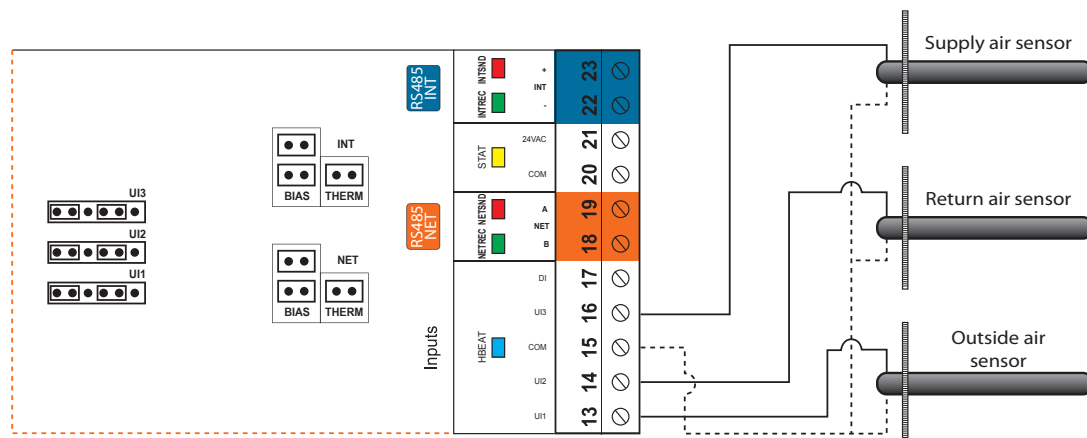 Supply air sensor
Return air sensor
Outside air
sensor
UI3
UI2
UI1
INT
BIAS
THERM
NET
BIAS
THERM
RS485
INT
RS485
NET
Inputs
INTREC INTSND
STAT
NETREC NETSND
HBEAT
+
INT
-
24VAC
COM
A
NET
B
DI
UI3
COM
UI2
UI1
23
22
21
20
19
18
17
16
15
14
13